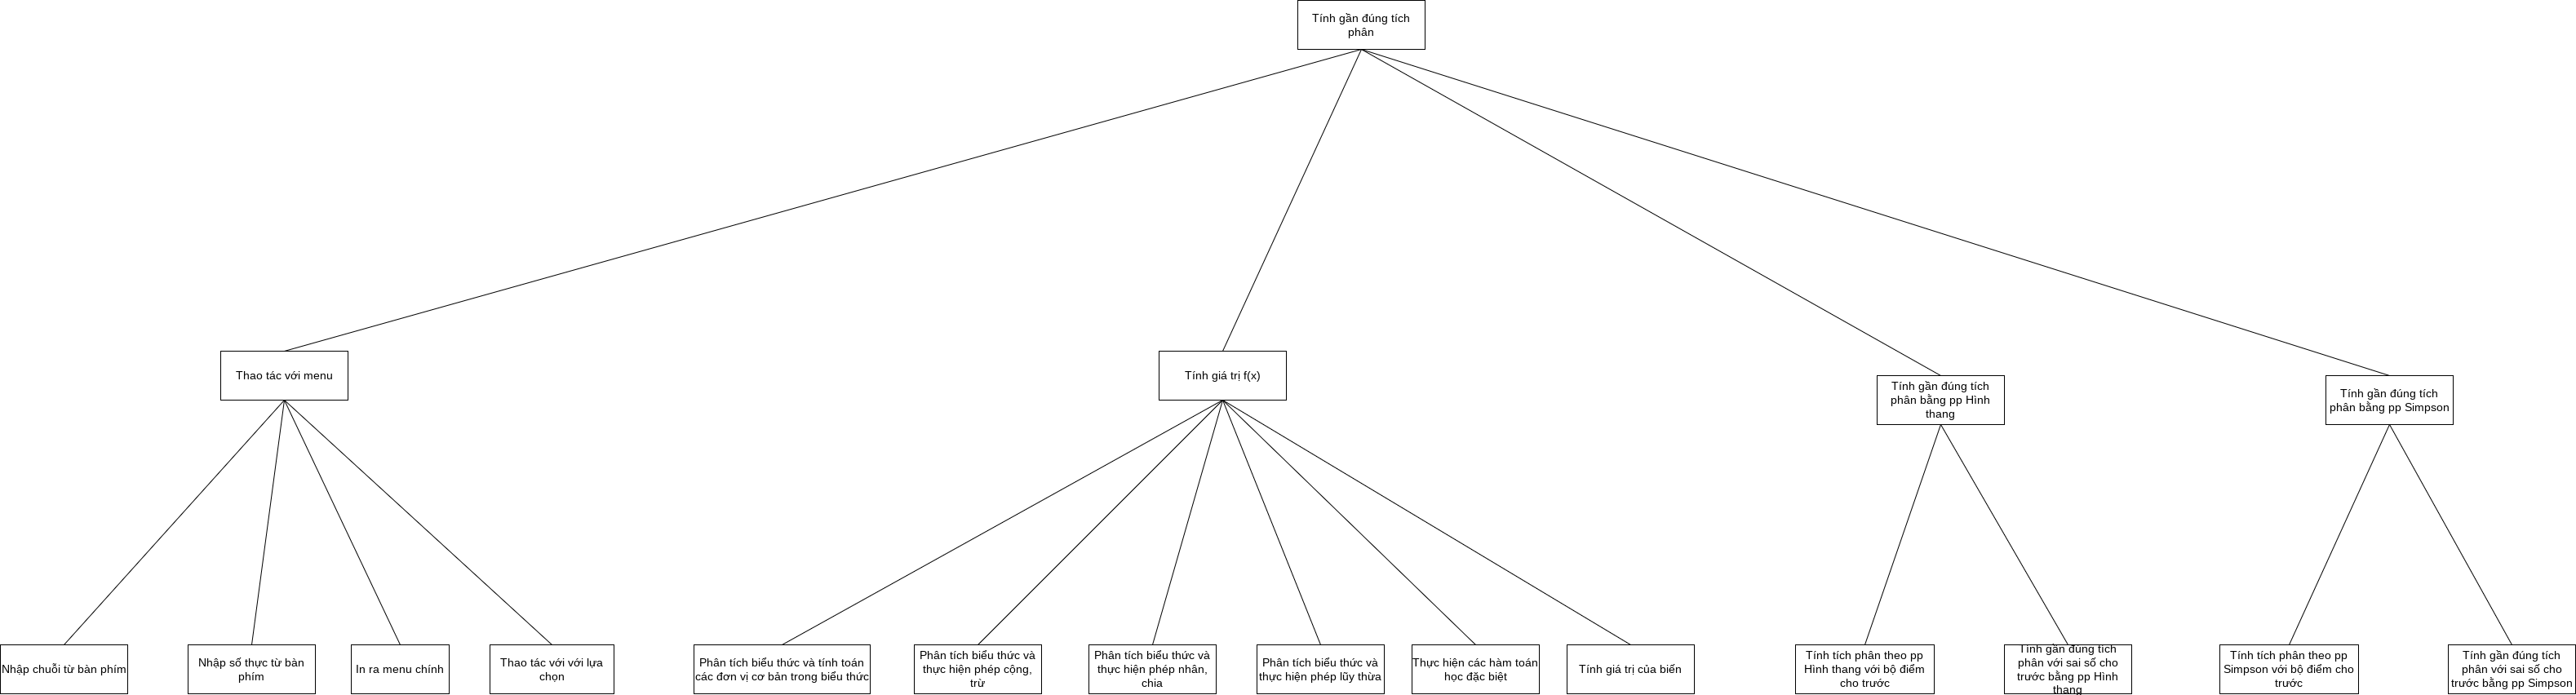 Tính gần đúng tích
phân
Thao tác với menu
Tính giá trị f(x)
Tính gần đúng tích
phân bằng pp Hình
thang
Tính gần đúng tích
phân bằng pp Simpson
Nhập chuỗi từ bàn phím
Nhập số thực từ bàn
phím
In ra menu chính
Thao tác với với lựa
chọn
Phân tích biểu thức và tính toán
các đơn vị cơ bản trong biểu thức
Phân tích biểu thức và
thực hiện phép cộng,
trừ
Phân tích biểu thức và
thực hiện phép nhân,
chia
Phân tích biểu thức và
thực hiện phép lũy thừa
Thực hiện các hàm toán
học đặc biệt
Tính giá trị của biến
Tính tích phân theo pp
Hình thang với bộ điểm
cho trước
Tính gần đúng tích
phân với sai số cho
trước bằng pp Hình
thang
Tính tích phân theo pp
Simpson với bộ điểm cho
trước
Tính gần đúng tích
phân với sai số cho
trước bằng pp Simpson